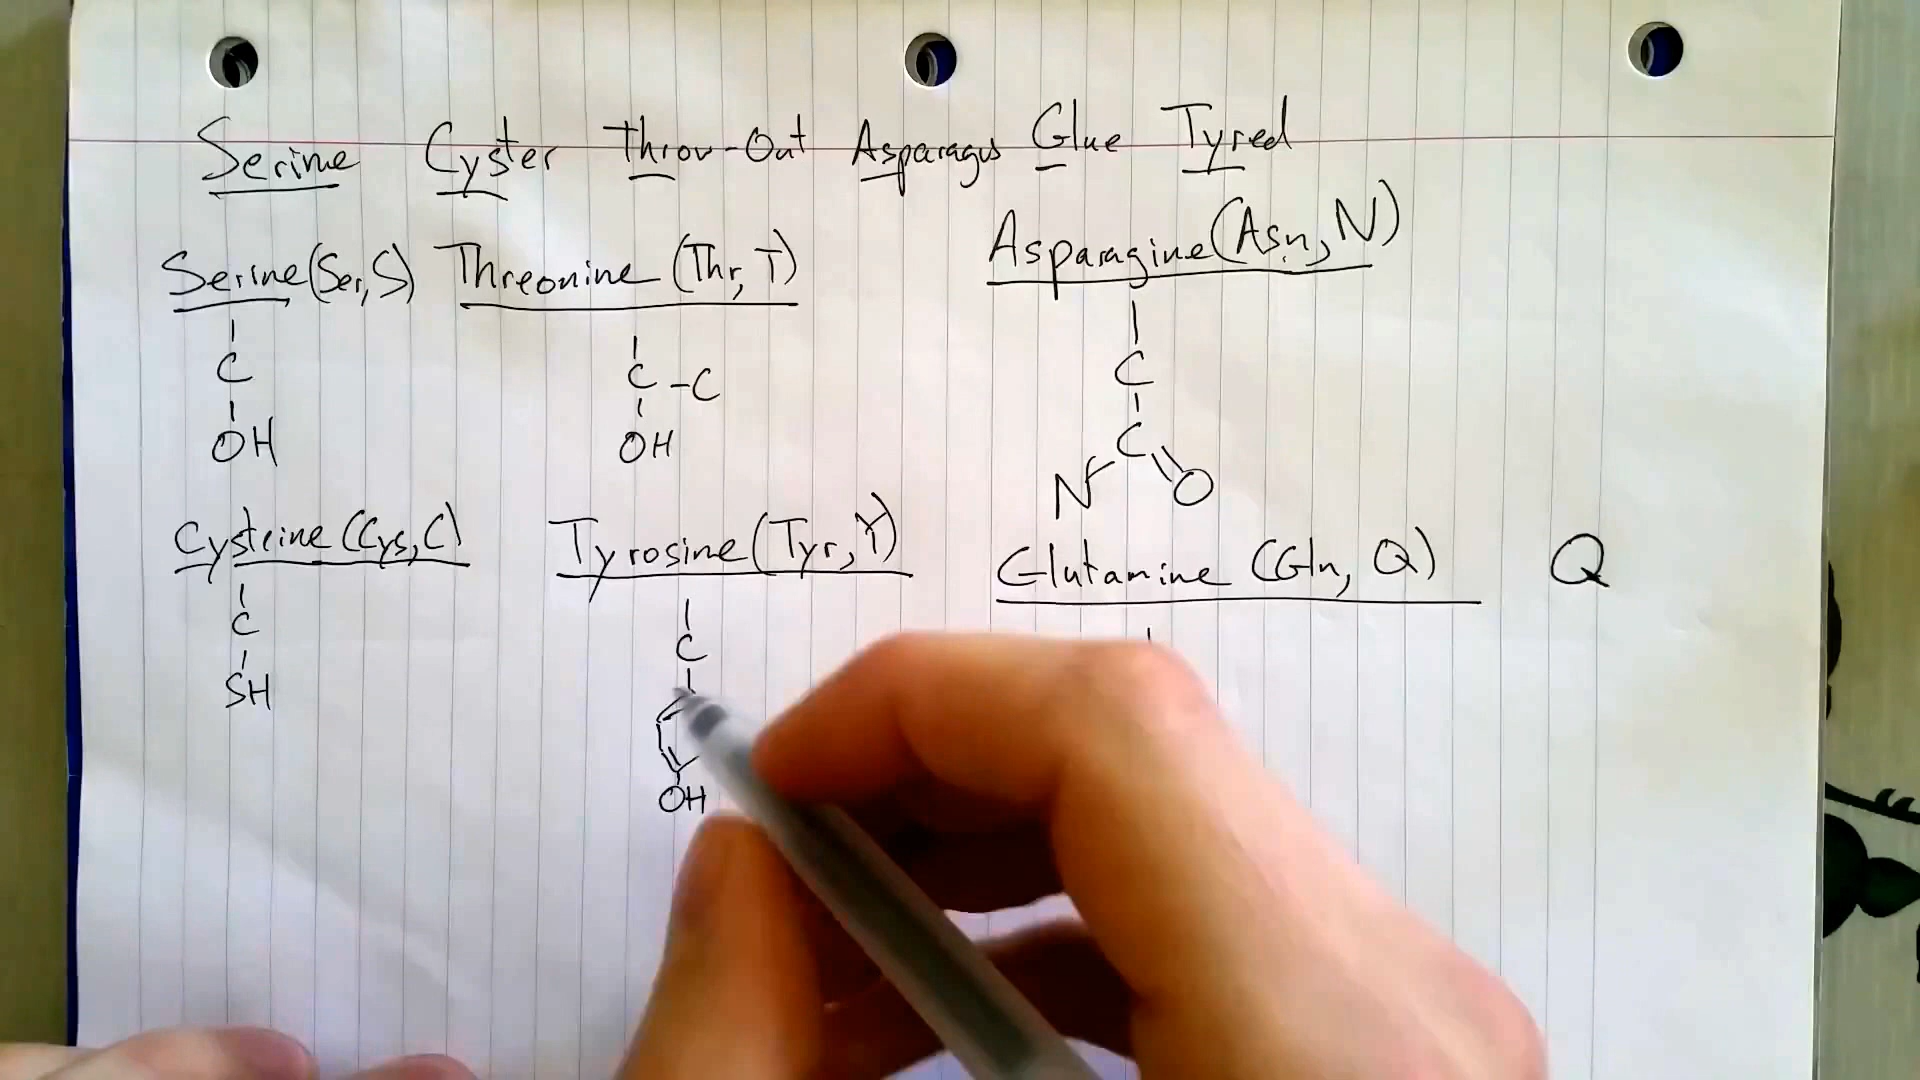 Serine Cyster Throw-Out Asparagus Glue Tyred
Serine (Ser, S) Threonine (Thr, T) Asparagine (Asn, N)
C
OH
C - C
OH
C
C
N O
Cysteine (Cys, C) Tyrosine (Tyr, Y) Glutamine (Gln, Q) Q
C
SH
C
OH